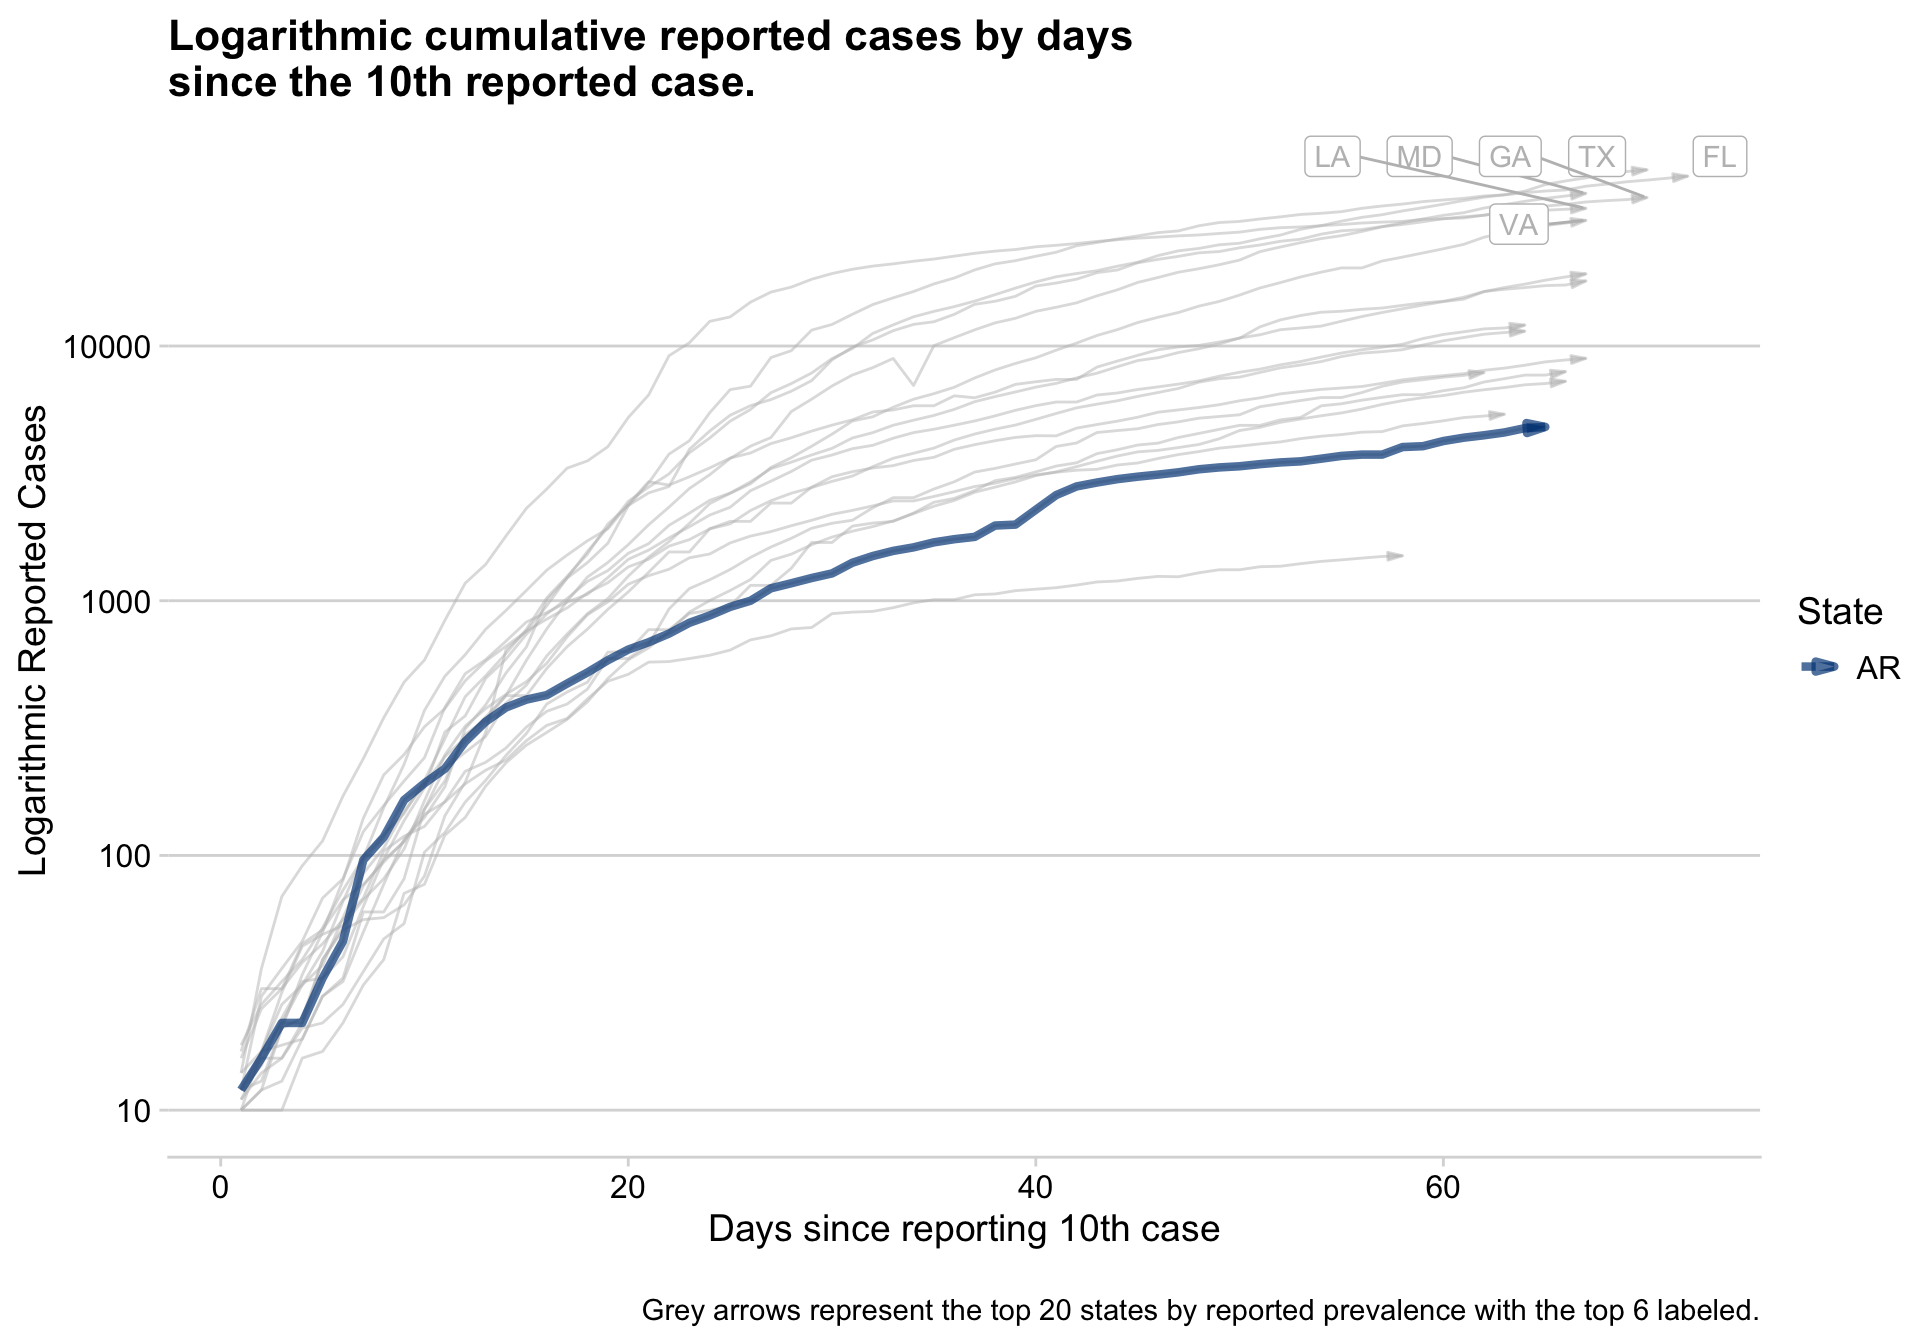 Logarithmic cumulative reported cases by days
since the 10th reported case.
LA MD GA TX FL
VA
10000
1000
100
10
Logarithmic Reported Cases
State
AR
0 20 40 60
Days since reporting 10th case
Grey arrows represent the top 20 states by reported prevalence with the top 6 labeled.